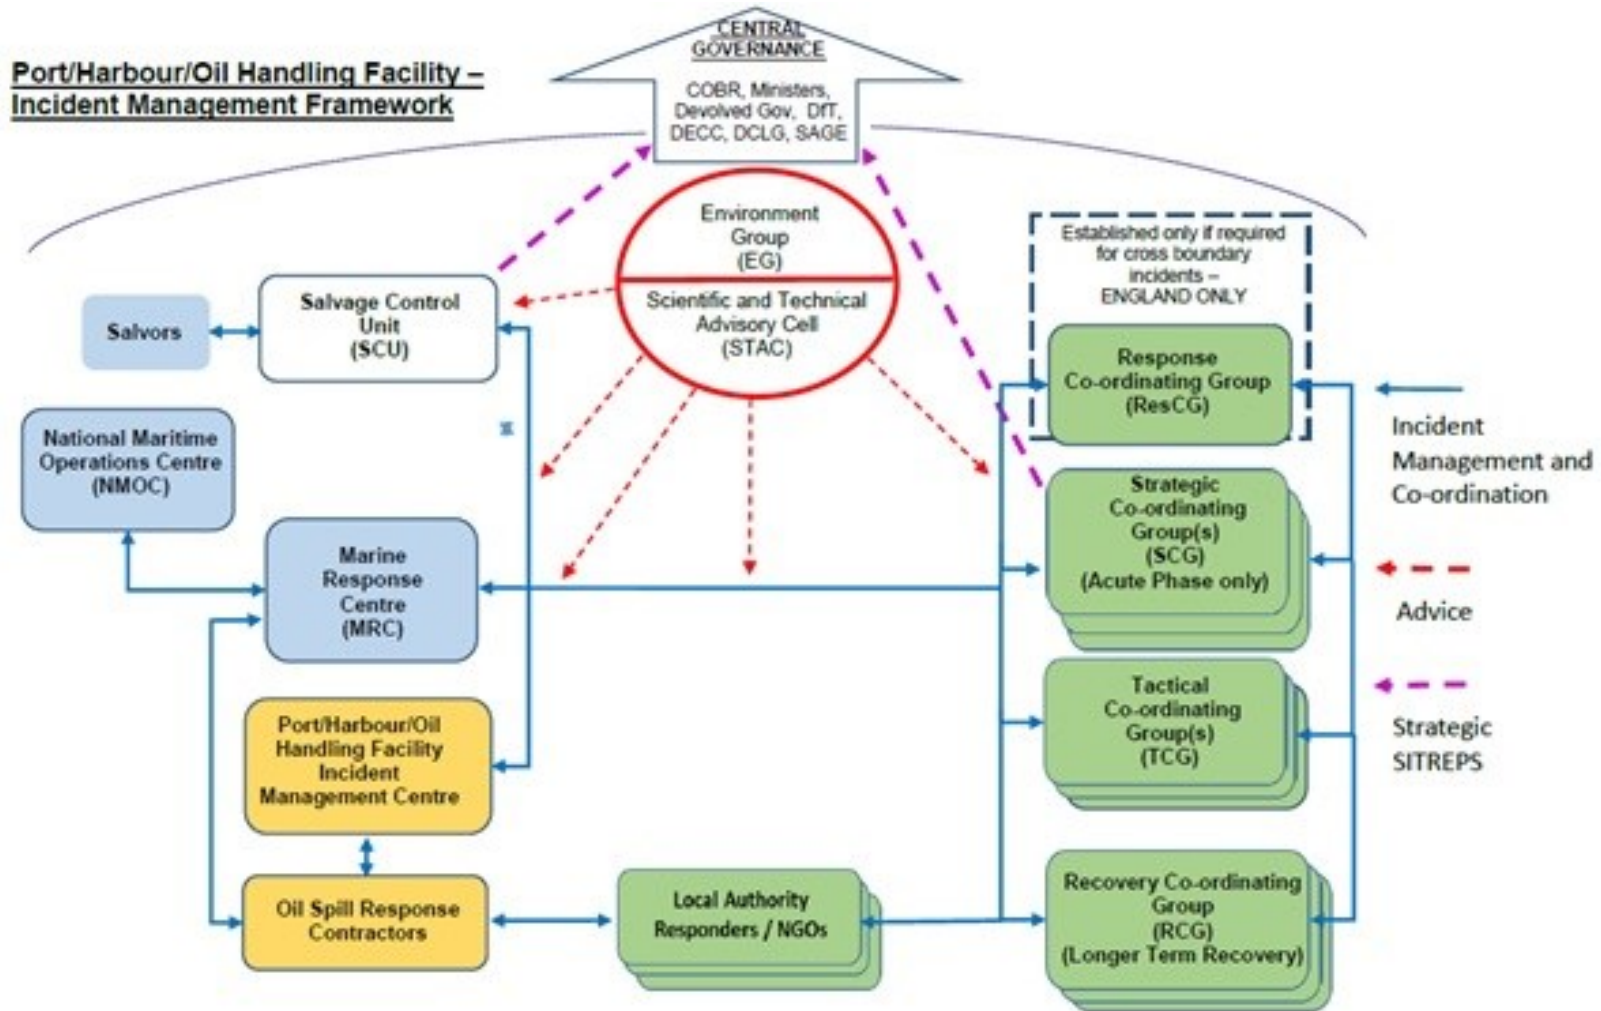 Port/Harbour/Oil Handling Facility –
Incident Management Framework
CENTRAL
GOVERNANCE
COBR, Ministers,
Devolved Gov, DfT,
DECC, DCLG, SAGE
Environment
Group
(EG)
Scientific and Technical
Advisory Cell
(STAC)
Established only if required
for cross boundary
incidents –
ENGLAND ONLY
Salvors
Salvage Control
Unit
(SCU)
Response
Co-ordinating Group
(ResCG)
National Maritime
Operations Centre
(NMOC)
Incident
Management and
Co-ordination
Strategic
Co-ordinating
Group(s)
(SCG)
(Acute Phase only)
Marine
Response
Centre
(MRC)
Advice
Tactical
Co-ordinating
Group(s)
(TCG)
Strategic
SITREPS
Port/Harbour/Oil
Handling Facility
Incident
Management Centre
Oil Spill Response
Contractors
Local Authority
Responders / NGOs
Recovery Co-ordinating
Group
(RCG)
(Longer Term Recovery)